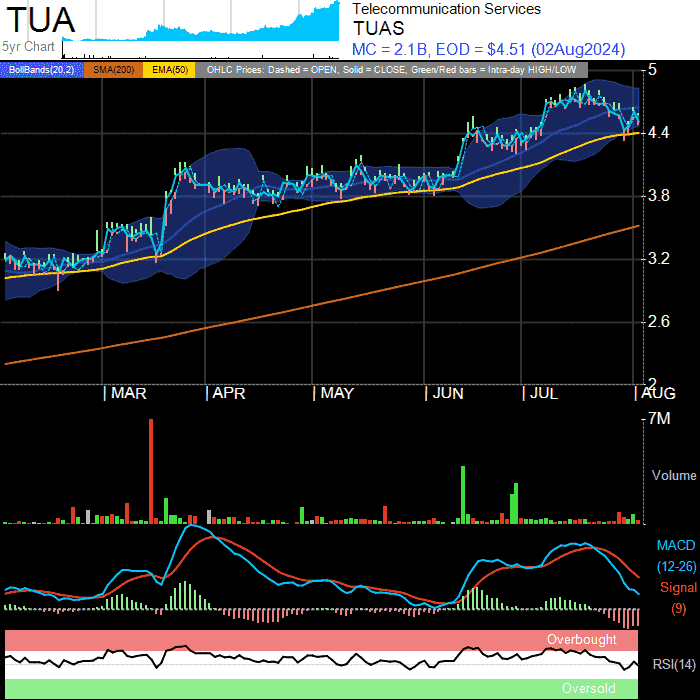 TUA
5yr Chart
Telecommunication Services
TUAS
MC = 2.1B, EOD = $4.51 (02Aug2024)
BollBands(20,2) SMA(200) EMA(50) OHLC Prices: Dashed = OPEN, Solid = CLOSE, Green/Red bars = Intra-day HIGH/LOW
5
4.4
3.8
3.2
2.6
2
MAR APR MAY JUN JUL AUG
7M
Volume
MACD
(12-26)
Signal
(9)
Overbought
RSI(14)
Oversold